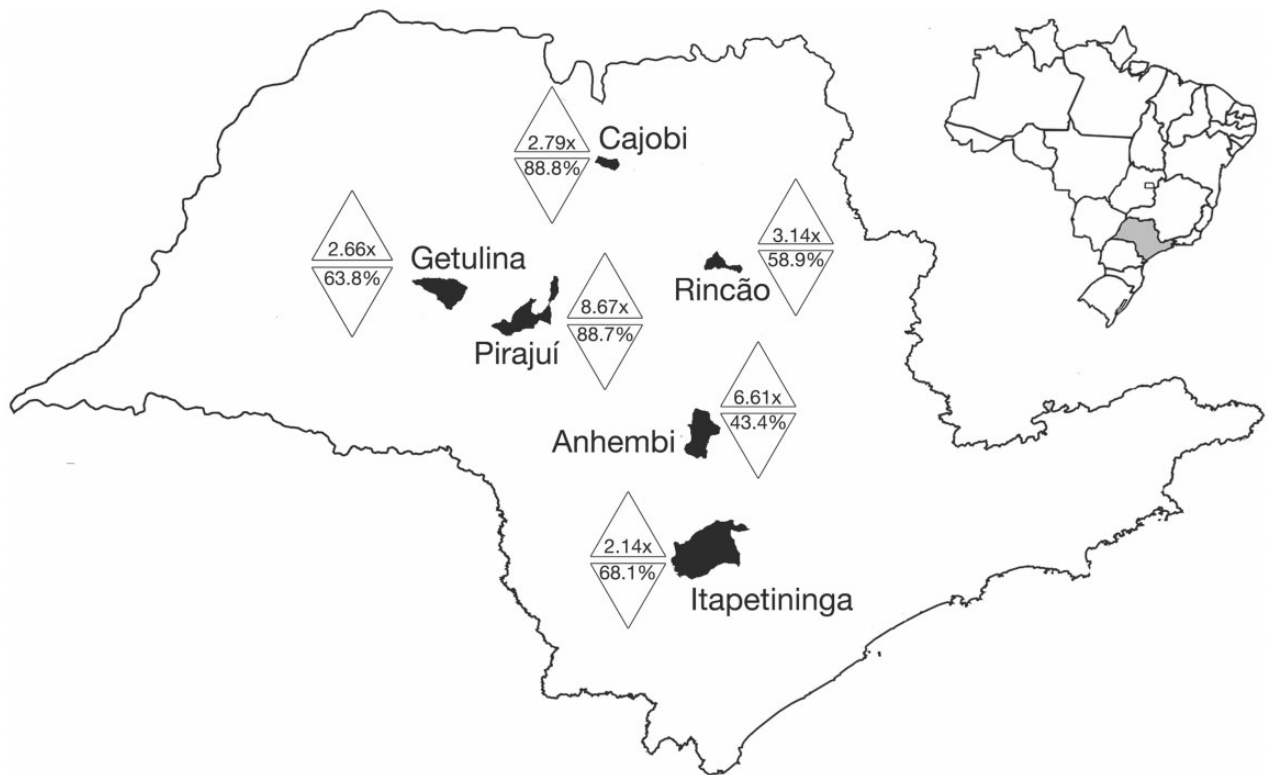 2.79x
88.8%
Cajobi
2.66x
63.8%
Getulina
3.14x
58.9%
Rincão
8.67x
88.7%
Pirajuí
6.61x
43.4%
Anhembi
2.14x
68.1%
Itapetininga